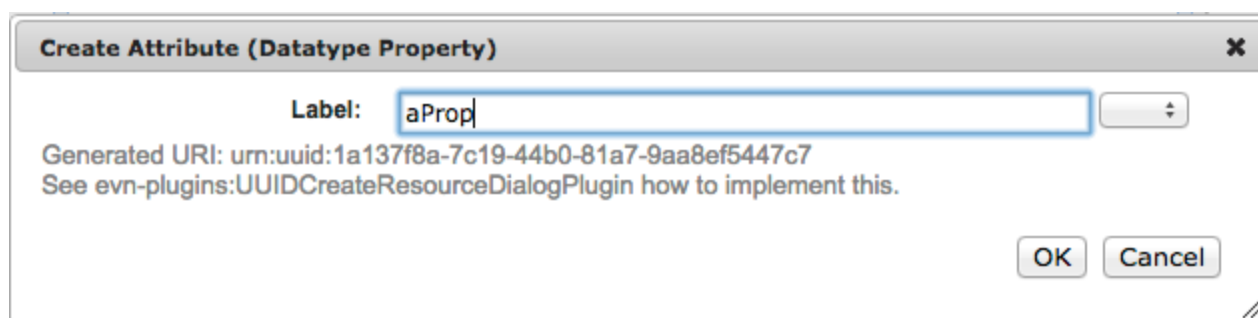 Create Attribute (Datatype Property)
Label: aProp
Generated URI: urn:uuid:1a137f8a-7c19-44b0-81a7-9aa8ef5447c7
See evn-plugins:UUIDCreateResourceDialogPlugin how to implement this.
OK Cancel